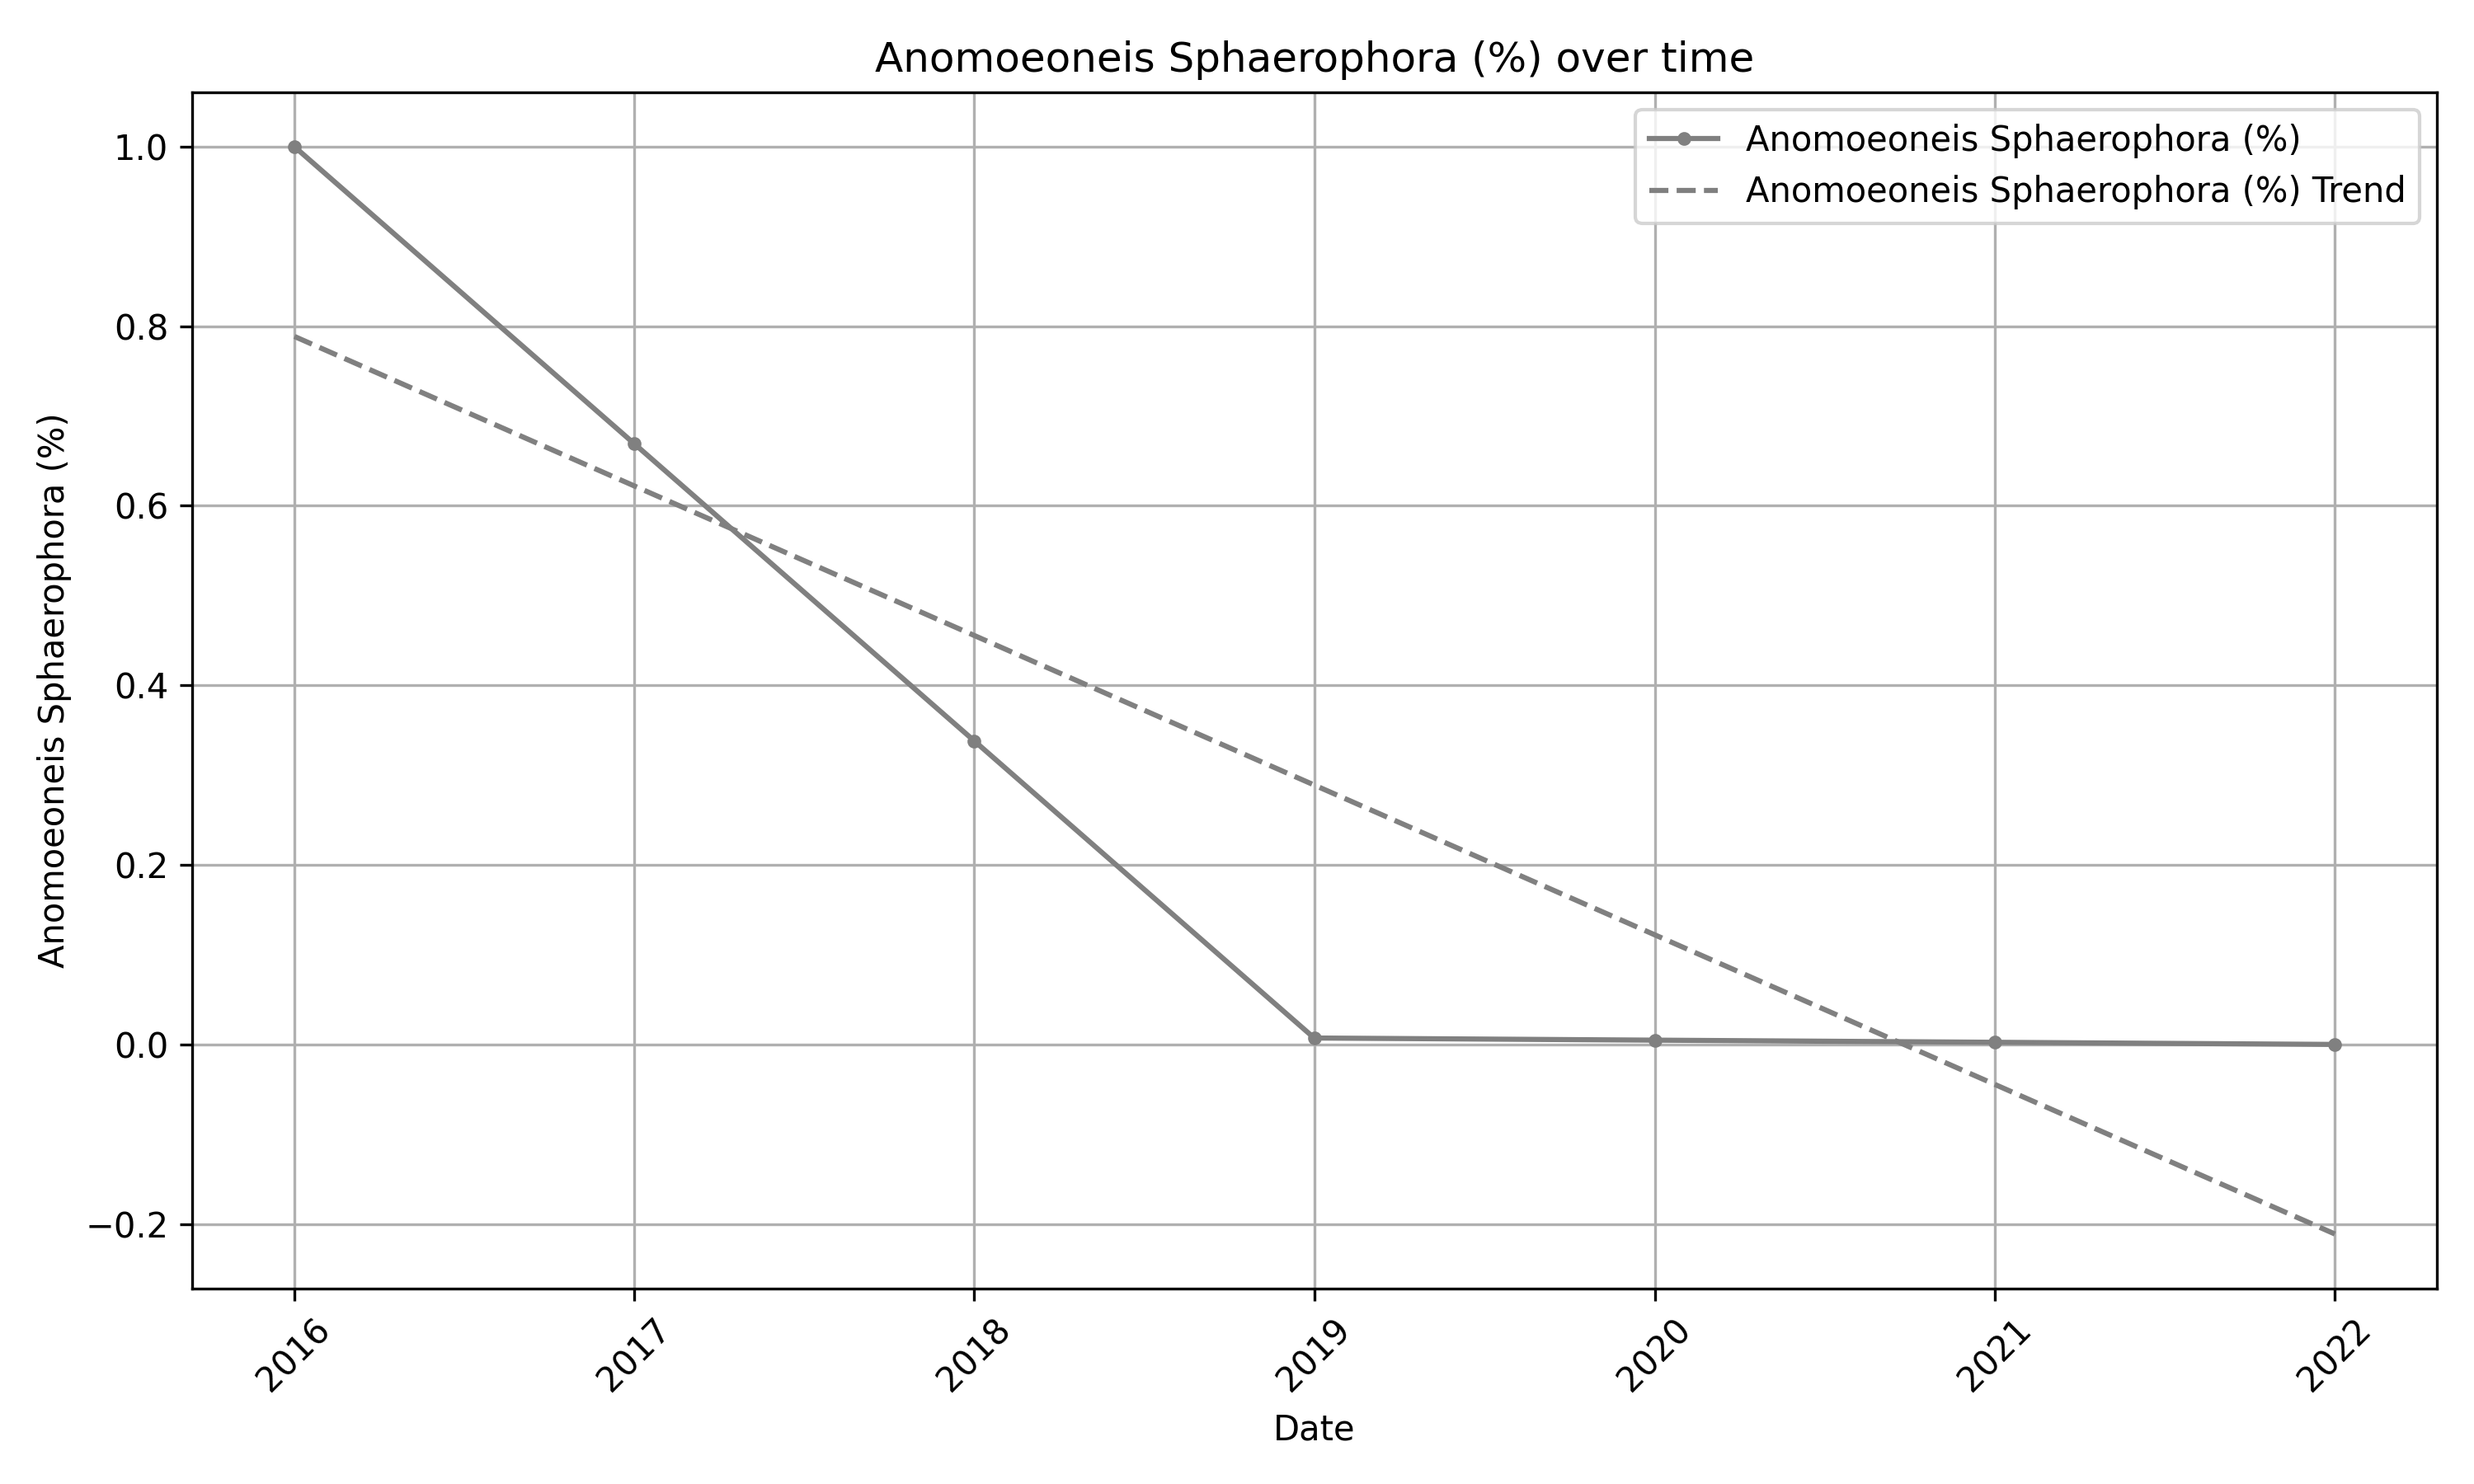 Anomoeoneis Sphaerophora (%) over time
Anomoeoneis Sphaerophora (%)
Anomoeoneis Sphaerophora (%) Trend
Anomoeoneis Sphaerophora (%)
1.0
0.8
0.6
0.4
0.2
0.0
−0.2
2016
2017
2018
2019
2020
2021
2022
Date